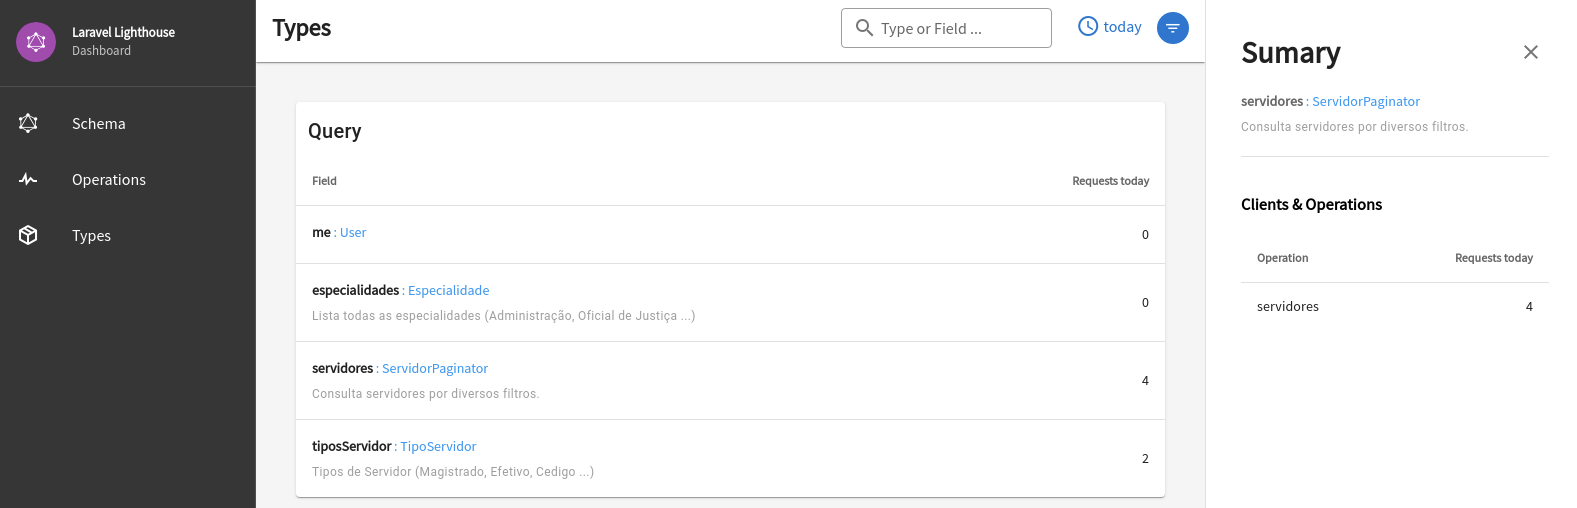 Laravel Lighthouse
Dashboard
Schema
Operations
Types
Types
Type or Field ...
today
Query
Field Requests today
me : User 0
especialidades : Especialidade 0
Lista todas as especialidades (Administração, Oficial de Justiça ...)
servidores : ServidorPaginator 4
Consulta servidores por diversos filtros.
tiposServidor : TipoServidor 2
Tipos de Servidor (Magistrado, Efetivo, Cedigo ...)
Sumary
servidores : ServidorPaginator
Consulta servidores por diversos filtros.
Clients & Operations
Operation Requests today
servidores 4